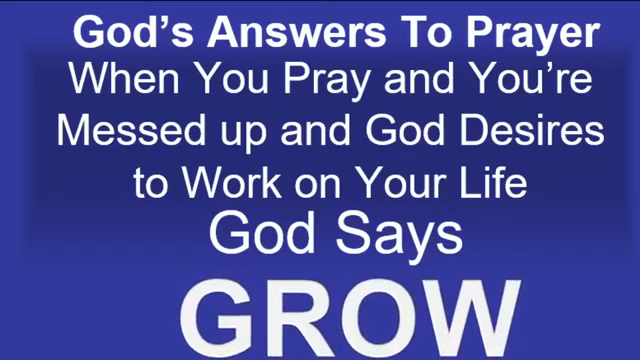 God’s Answers To Prayer
When You Pray and You’re
Messed up and God Desires
to Work on Your Life
God Says
GROW